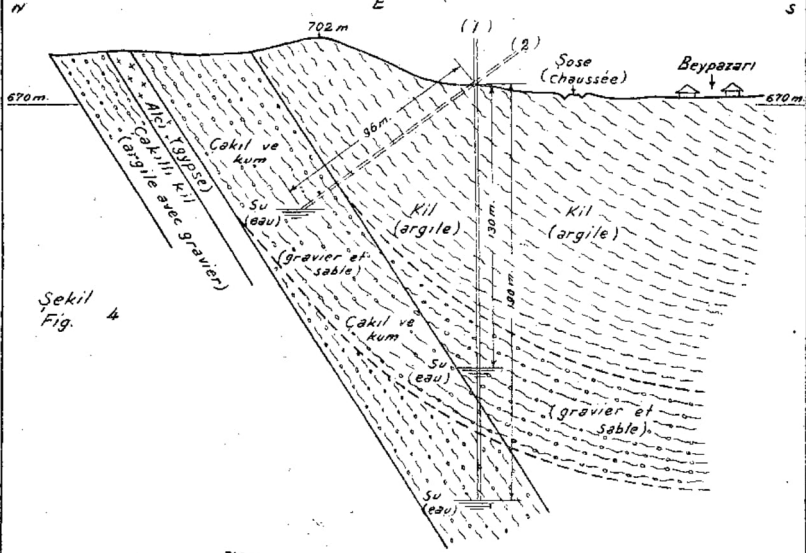 N
E
S
702 m
(1)
(2)
Şose
(chaussée)
Beypazarı
670 m.
670 m.
96 m.
Alçı (gypse)
Çakıllı kil
(argile avec gravier)
Çakıl ve
kum
Su
(eau)
Kil
(argile)
130 m.
190 m.
Kil
(argile)
(gravier et
sable)
Çakıl ve
kum
Su
(eau)
(gravier et
sable)
Su
(eau)
Şekil
Fig. 4